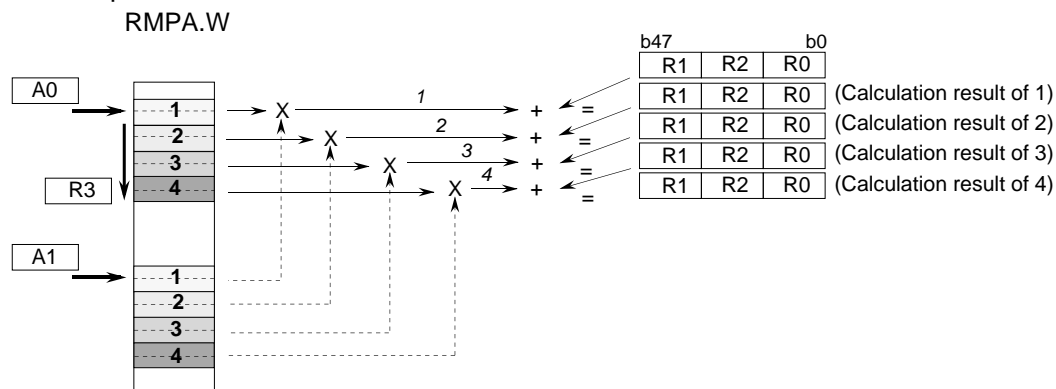 RMPA.W
b47 b0
R1 R2 R0
A0
1 X 1 + = R1 R2 R0 (Calculation result of 1)
2 X 2 + = R1 R2 R0 (Calculation result of 2)
3 X 3 + = R1 R2 R0 (Calculation result of 3)
R3 4 X 4 + = R1 R2 R0 (Calculation result of 4)
A1
1
2
3
4